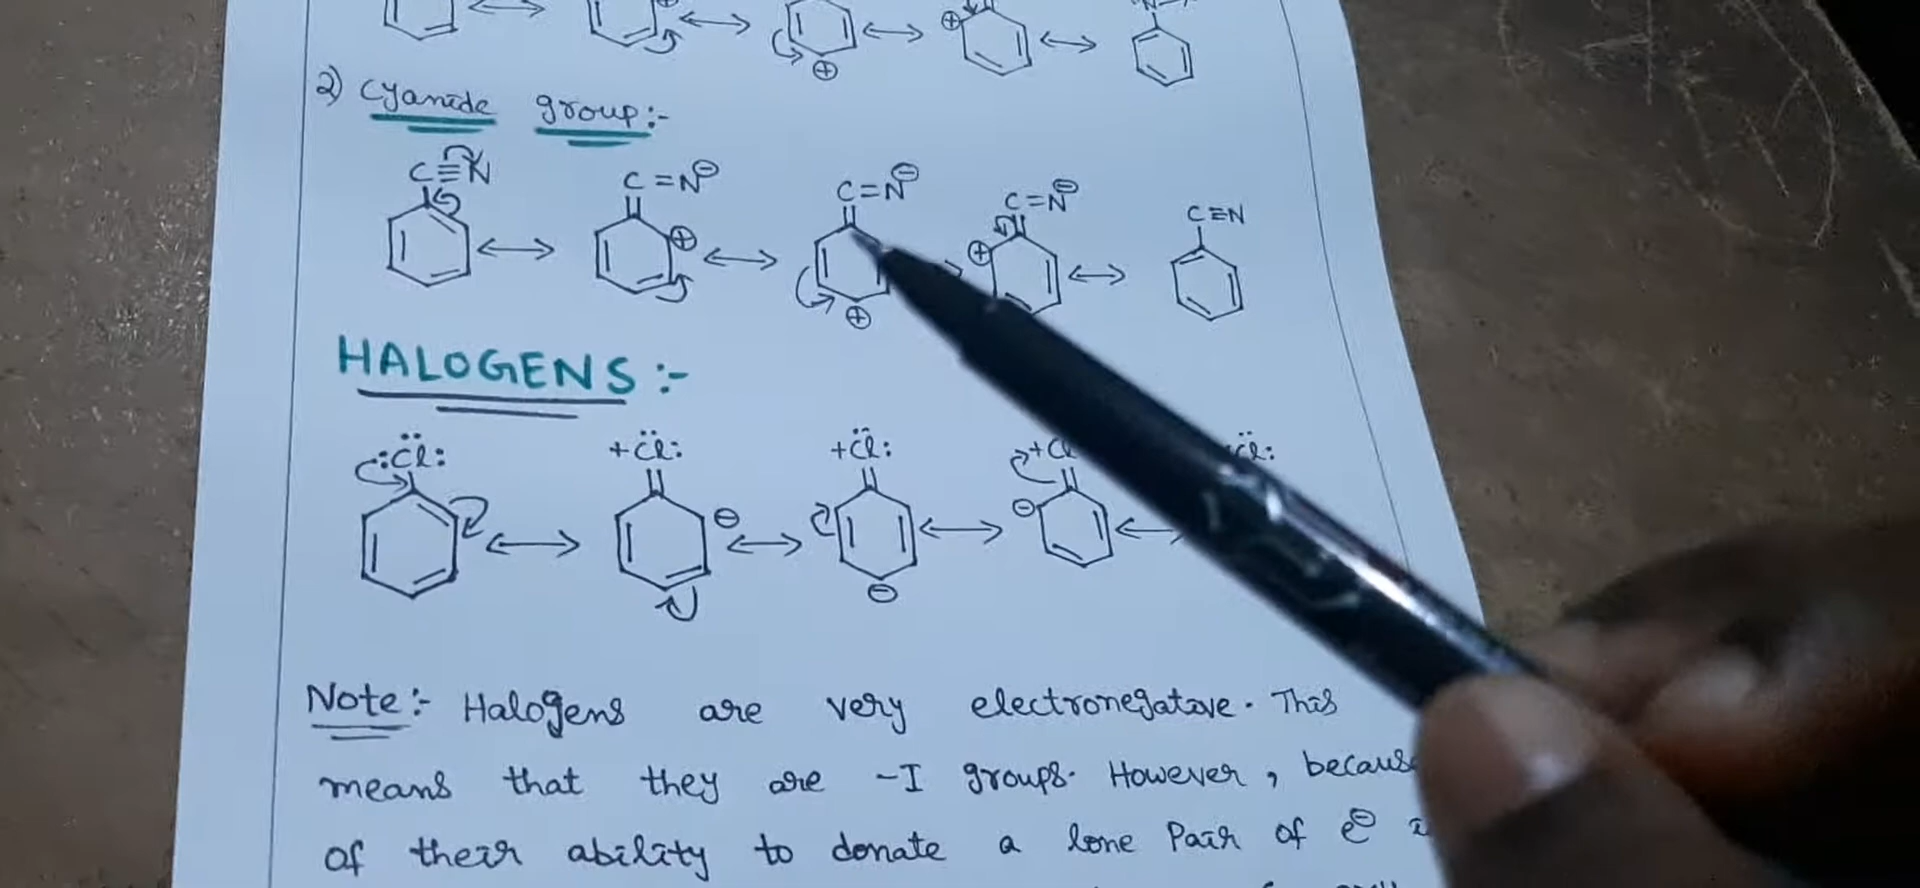 2) Cyanide group:-
C≡N C=N⊖ C=N⊖ C=N⊖ C≡N
⊕ ⊕ ⊕
HALOGENS :-
:C̈l: +C̈l: +C̈l: +Cl C̈l:
⊖ ⊖ ⊖
Note:- Halogens are very electronegative. This
means that they are -I groups. However, because
of their ability to donate a lone Pair of e⊖